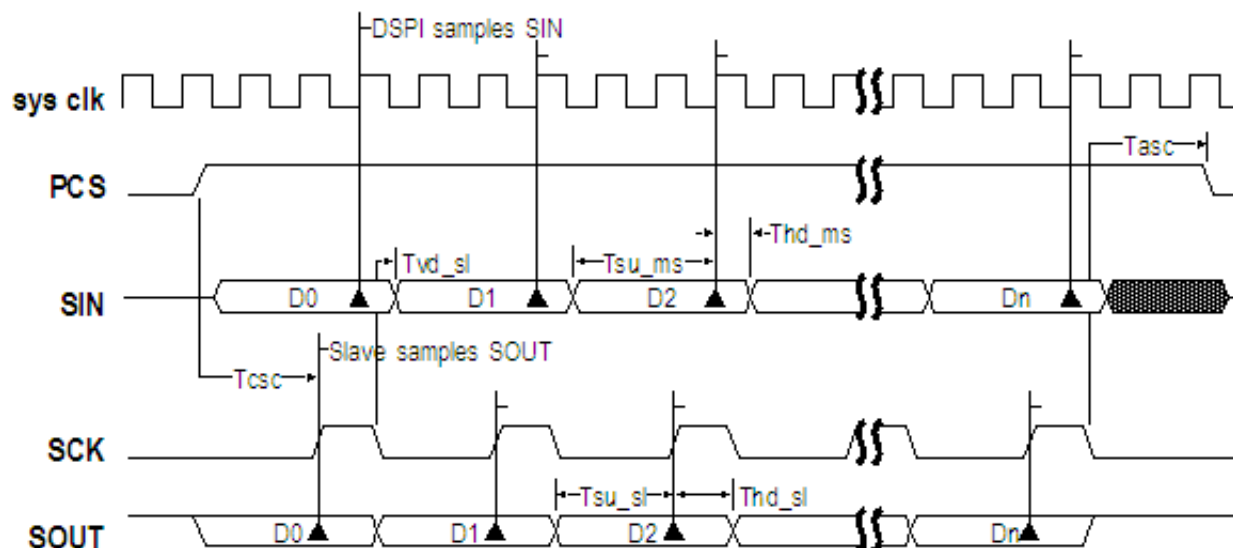 DSPI samples SIN
sys clk
Tasc
PCS
Thd_ms
Tvd_sl
Tsu_ms
SIN
D0
D1
D2
Dn
Slave samples SOUT
Tcsc
SCK
Tsu_sl
Thd_sl
SOUT
D0
D1
D2
Dn